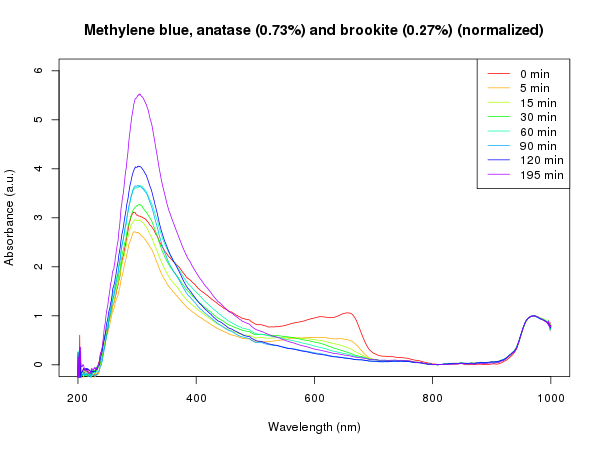 Methylene blue, anatase (0.73%) and brookite (0.27%) (normalized)
Absorbance (a.u.)
6
5
4
3
2
1
0
0 min
5 min
15 min
30 min
60 min
90 min
120 min
195 min
200 400 600 800 1000
Wavelength (nm)